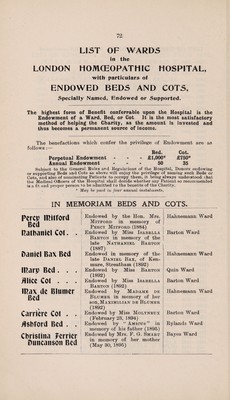 72
LIST OF WARDS
in the
LONDON HOMŒOPATHIC HOSPITAL,
with particulars of
ENDOWED BEDS AND COTS,
Specially Named, Endowed or Supported.
The highest form of Benefit conferrable upon the Hospital is the
Endowment of a Ward, Bed, or Cot. It is the most satisfactory
method of helping the Charity, as the amount is invested and
thus becomes a permanent source of income.
The benefactions which confer the privilege of Endowment are as
follows:—
Bed. Cot.
Perpetual Endowment - - - £1,000* £750*
Annual Endowment - - - 50 35
Subject to the General Rules and Regulations of the Hospital, Donors endowing
or supporting Beds and Cots as above will enjoy the privilege of naming such Beds or
Cots, and also of nominating Patients to occupy them, it being always understood that
the Medical Officer of the Hospital shall decide whether any Patient so recommended
is a fit and proper person to be admitted to the benefits of the Charity.
* May be paid in four annual instalments.
IN MEMORIAM BEDS AND COTS.
Percy Mitford Bed Endowed by the Hon. Mrs. Mitford in memory of Percy Mitford (1884) Hahnemann Ward
Nathaniel Cot . . Endowed by Miss Isabella Barton in memory of the late Nathaniel Barton (1887) Barton Ward
Daniel Bax Bed Endowed in memory of the late Daniel Bax, of Kenmure, Streatham (1892) Hahnemann Ward
Mary Bed . . . Endowed by Miss Barton (1892) Quin Ward
Alice Cot . . . . Endowed by Miss Isabella Barton (1892) Barton Ward
Max de Blumer Bed Endowed by Madame de Blumer in memory of her son, Maximilian de Blumer (1892) Hahnemann Ward
Carrière Cot . . Endowed by Miss Molyneux (February 23, 1894) Barton Ward
Ashford Bed . . Endowed by "Amicus" in memory of his father (1895) Rylands Ward
Christina Ferrier Duncanson Bed Endowed by Mrs. F. G. Smart in memory of her mother (May 30, 1895) Bayes Ward